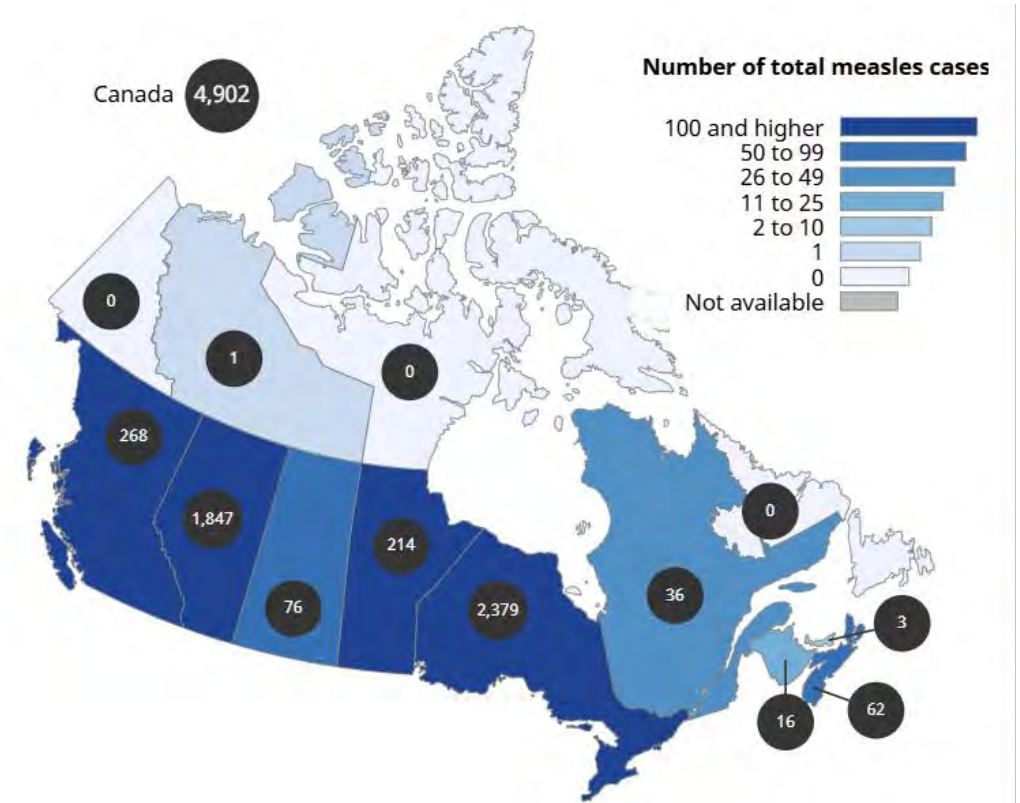 Number of total measles cases
Canada 4,902
100 and higher
50 to 99
26 to 49
11 to 25
2 to 10
1
0
Not available
0
1
0
268
1,847
76
214
2,379
36
0
3
62
16